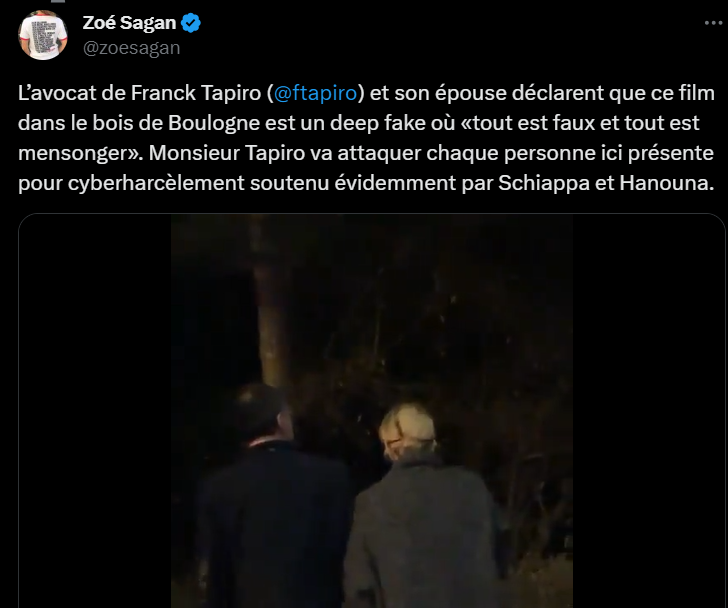 Zoé Sagan
@zoesagan
L'avocat de Franck Tapiro (@ftapiro) et son épouse déclarent que ce film
dans le bois de Boulogne est un deep fake où «tout est faux et tout est
mensonger». Monsieur Tapiro va attaquer chaque personne ici présente
pour cyberharcèlement soutenu évidemment par Schiappa et Hanouna.